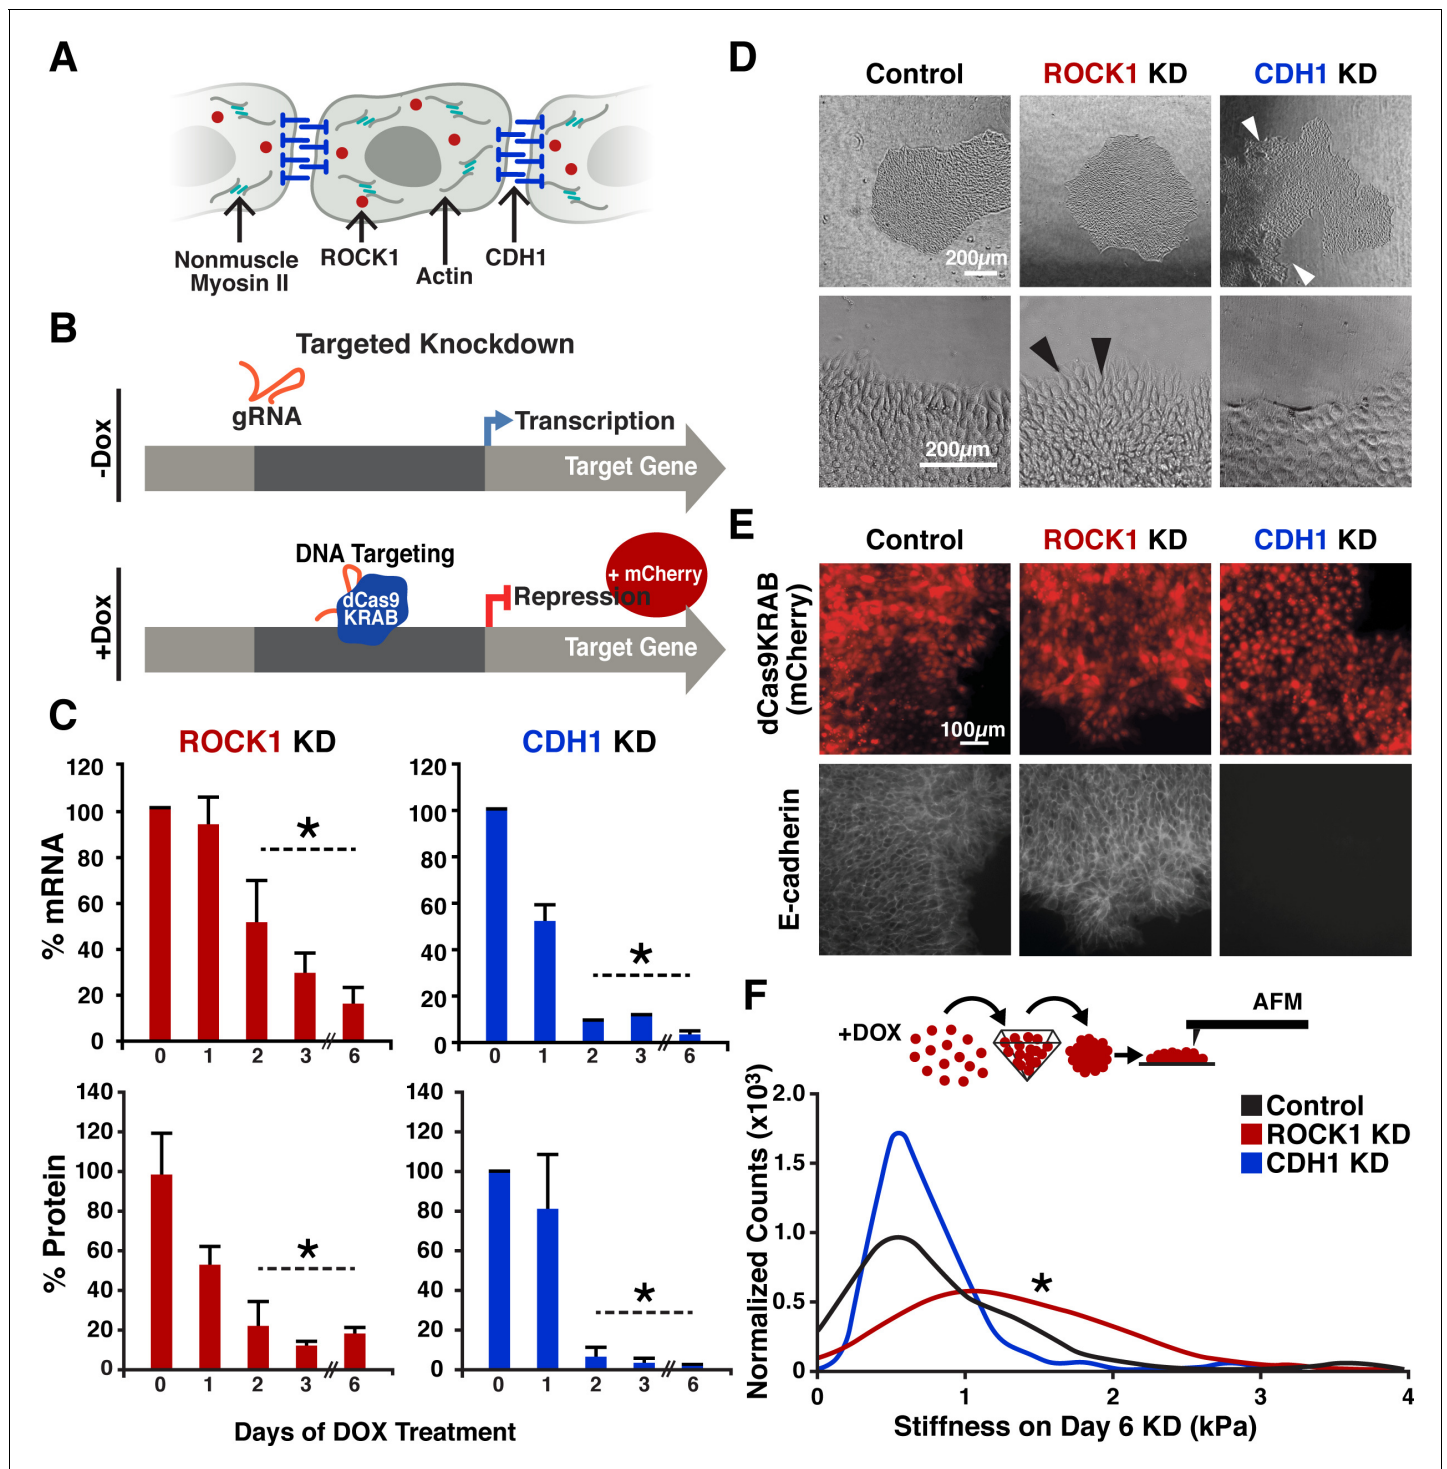 A
Nonmuscle
Myosin II
ROCK1
Actin
CDH1
B
Targeted Knockdown
-Dox
gRNA
Transcription
Target Gene
+Dox
DNA Targeting
dCas9
KRAB
Repression
+ mCherry
Target Gene
C
ROCK1 KD
CDH1 KD
% mRNA
120
100
80
60
40
20
0
0 1 2 3 6
*
120
100
80
60
40
20
0
0 1 2 3 6
*
% Protein
140
120
100
80
60
40
20
0
0 1 2 3 6
*
140
120
100
80
60
40
20
0
0 1 2 3 6
*
Days of DOX Treatment
D
Control
ROCK1 KD
CDH1 KD
200µm
200µm
E
Control
ROCK1 KD
CDH1 KD
dCas9KRAB
(mCherry)
100µm
E-cadherin
F
+DOX
AFM
Normalized Counts (x10³)
2.0
1.5
1.0
0.5
0
Control
ROCK1 KD
CDH1 KD
*
0 1 2 3 4
Stiffness on Day 6 KD (kPa)